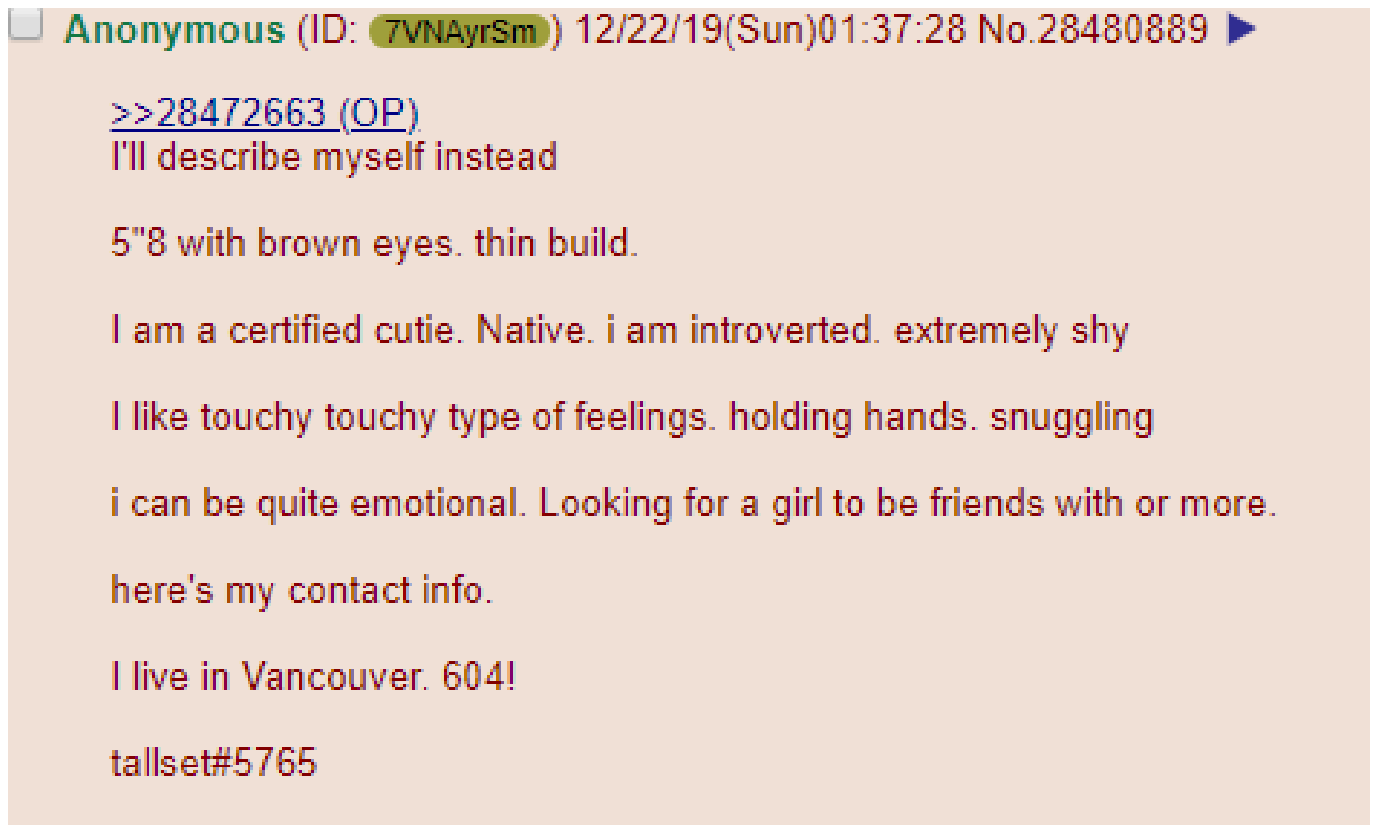 Anonymous (ID: 7VNAyrSm) 12/22/19(Sun)01:37:28 No.28480889 ▶
>>28472663 (OP)
I'll describe myself instead
5"8 with brown eyes. thin build.
I am a certified cutie. Native. i am introverted. extremely shy
I like touchy touchy type of feelings. holding hands. snuggling
i can be quite emotional. Looking for a girl to be friends with or more.
here's my contact info.
I live in Vancouver. 604!
tallset#5765